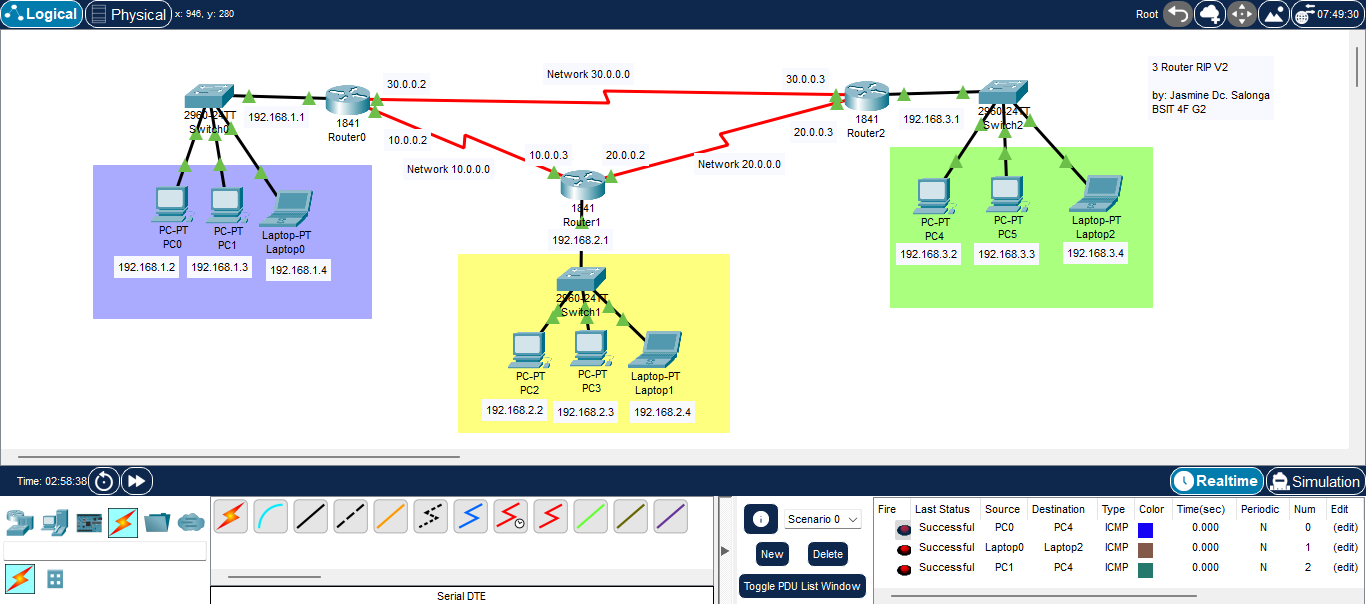 Logical
Physical
x: 946, y: 280
Root
07:49:30
3 Router RIP V2
by: Jasmine Dc. Salonga
BSIT 4F G2
Network 30.0.0.0
30.0.0.2
30.0.0.3
2960-24TT
Switch0
192.168.1.1
1841
Router0
10.0.0.2
Network 10.0.0.0
10.0.0.3
20.0.0.2
Network 20.0.0.0
20.0.0.3
1841
Router2
192.168.3.1
2960-24TT
Switch2
1841
Router1
192.168.2.1
PC-PT
PC0
PC-PT
PC1
Laptop-PT
Laptop0
192.168.1.2
192.168.1.3
192.168.1.4
PC-PT
PC4
PC-PT
PC5
Laptop-PT
Laptop2
192.168.3.2
192.168.3.3
192.168.3.4
2960-24TT
Switch1
PC-PT
PC2
PC-PT
PC3
Laptop-PT
Laptop1
192.168.2.2
192.168.2.3
192.168.2.4
Time: 02:58:38
Realtime
Simulation
Scenario 0
New
Delete
Toggle PDU List Window
Serial DTE
Fire Last Status Source Destination Type Color Time(sec) Periodic Num Edit
Successful PC0 PC4 ICMP 0.000 N 0 (edit)
Successful Laptop0 Laptop2 ICMP 0.000 N 1 (edit)
Successful PC1 PC4 ICMP 0.000 N 2 (edit)